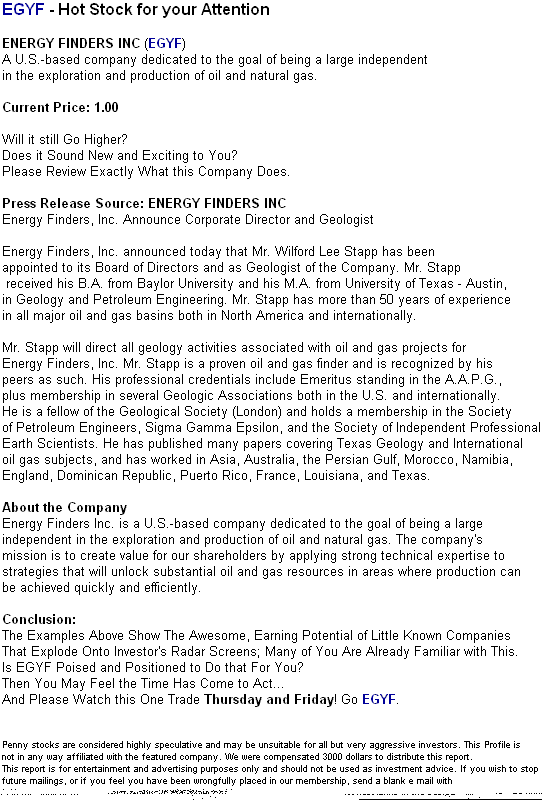 EGYF - Hot Stock for your Attention
ENERGY FINDERS INC (EGYF)
A U.S.-based company dedicated to the goal of being a large independent
in the exploration and production of oil and natural gas.
Current Price: 1.00
Will it still Go Higher?
Does it Sound New and Exciting to You?
Please Review Exactly What this Company Does.
Press Release Source: ENERGY FINDERS INC
Energy Finders, Inc. Announce Corporate Director and Geologist
Energy Finders, Inc. announced today that Mr. Wilford Lee Stapp has been
appointed to its Board of Directors and as Geologist of the Company. Mr. Stapp
received his B.A. from Baylor University and his M.A. from University of Texas - Austin,
in Geology and Petroleum Engineering. Mr. Stapp has more than 50 years of experience
in all major oil and gas basins both in North America and internationally.
Mr. Stapp will direct all geology activities associated with oil and gas projects for
Energy Finders, Inc. Mr. Stapp is a proven oil and gas finder and is recognized by his
peers as such. His professional credentials include Emeritus standing in the A.A.P.G.,
plus membership in several Geologic Associations both in the U.S. and internationally.
He is a fellow of the Geological Society (London) and holds a membership in the Society
of Petroleum Engineers, Sigma Gamma Epsilon, and the Society of Independent Professional
Earth Scientists. He has published many papers covering Texas Geology and International
oil gas subjects, and has worked in Asia, Australia, the Persian Gulf, Morocco, Namibia,
England, Dominican Republic, Puerto Rico, France, Louisiana, and Texas.
About the Company
Energy Finders Inc. is a U.S.-based company dedicated to the goal of being a large
independent in the exploration and production of oil and natural gas. The company's
mission is to create value for our shareholders by applying strong technical expertise to
strategies that will unlock substantial oil and gas resources in areas where production can
be achieved quickly and efficiently.
Conclusion:
The Examples Above Show The Awesome, Earning Potential of Little Known Companies
That Explode Onto Investor's Radar Screens; Many of You Are Already Familiar with This.
Is EGYF Poised and Positioned to Do that For You?
Then You May Feel the Time Has Come to Act...
And Please Watch this One Trade Thursday and Friday! Go EGYF.
Penny stocks are considered highly speculative and may be unsuitable for all but very aggressive investors. This Profile is
not in any way affiliated with the featured company. We were compensated 3000 dollars to distribute this report.
This report is for entertainment and advertising purposes only and should not be used as investment advice. If you wish to stop
future mailings, or if you feel you have been wrongfully placed in our membership, send a blank e mail with